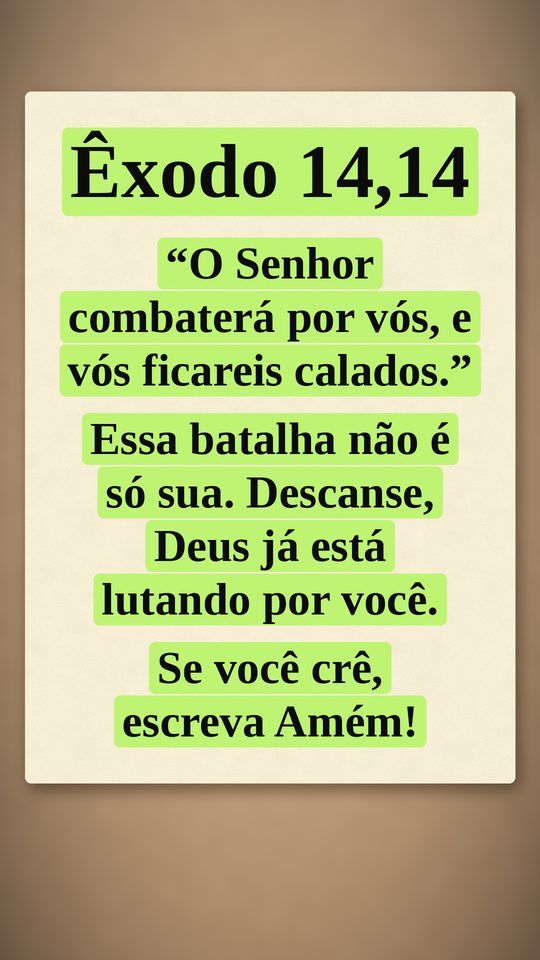 Êxodo 14,14
“O Senhor
combaterá por vós, e
vós ficareis calados.”
Essa batalha não é
só sua. Descanse,
Deus já está
lutando por você.
Se você crê,
escreva Amém!